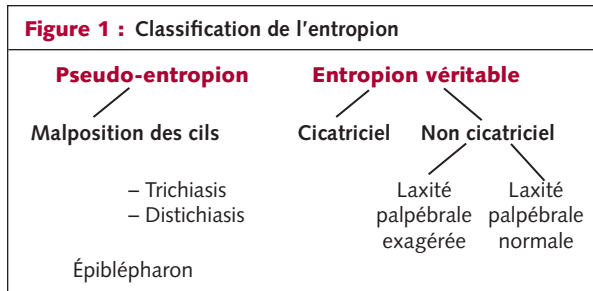 Figure 1 : Classification de l'entropion
Pseudo-entropion Entropion véritable
Malposition des cils Cicatriciel Non cicatriciel
– Trichiasis
– Distichiasis
Laxité palpébrale exagérée
Laxité palpébrale normale
Épiblépharon